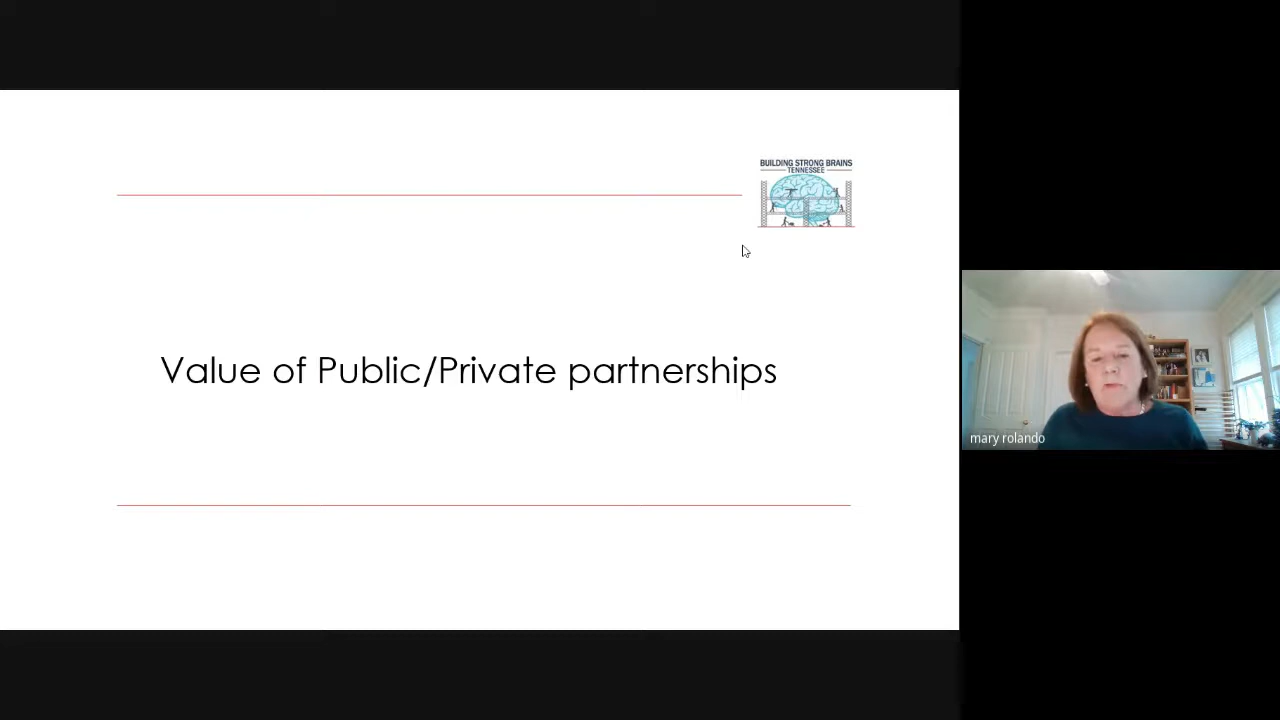 BUILDING STRONG BRAINS
TENNESSEE
Value of Public/Private partnerships
mary rolando